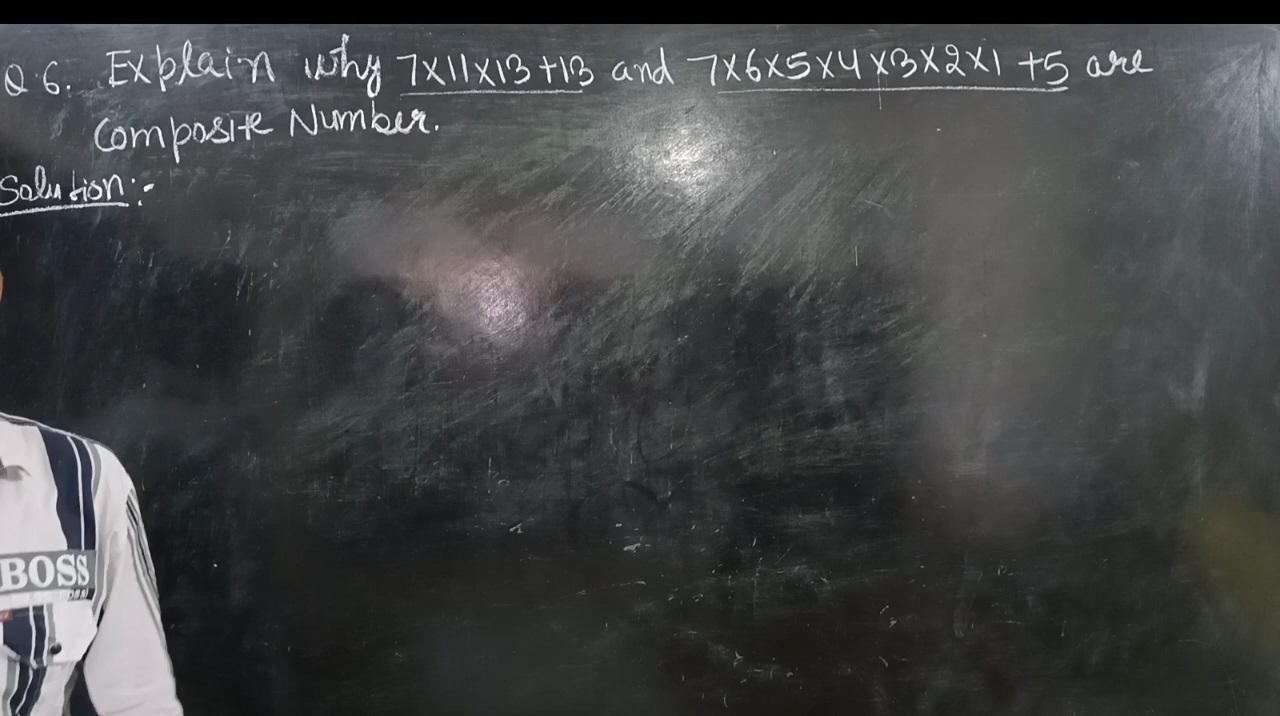 Q.6. Explain why 7×11×13+13 and 7×6×5×4×3×2×1+5 are
Composite Number.
Solution:-
BOSS